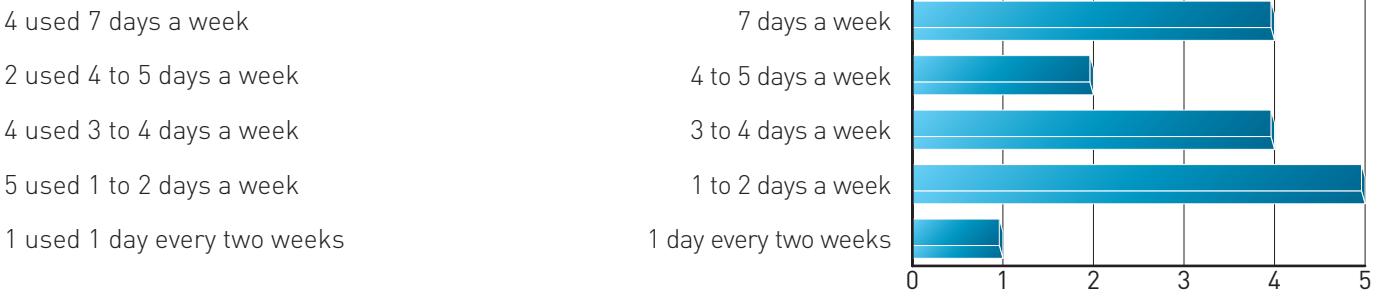 4 used 7 days a week
2 used 4 to 5 days a week
4 used 3 to 4 days a week
5 used 1 to 2 days a week
1 used 1 day every two weeks
7 days a week
4 to 5 days a week
3 to 4 days a week
1 to 2 days a week
1 day every two weeks
0 1 2 3 4 5